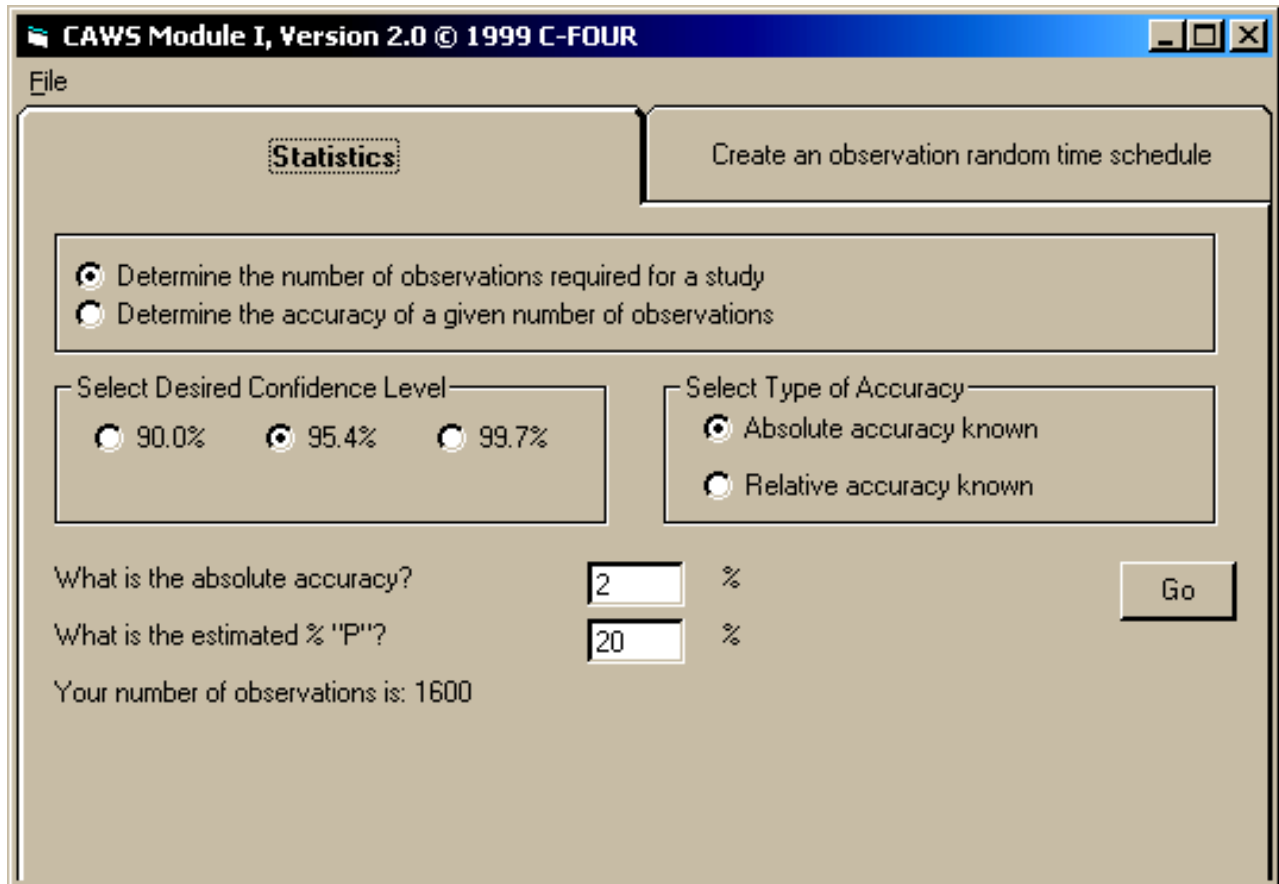 CAWS Module I, Version 2.0 © 1999 C-FOUR
File
Statistics
Create an observation random time schedule
Determine the number of observations required for a study
Determine the accuracy of a given number of observations
Select Desired Confidence Level
90.0% 95.4% 99.7%
Select Type of Accuracy
Absolute accuracy known
Relative accuracy known
What is the absolute accuracy? 2 %
Go
What is the estimated % "P"? 20 %
Your number of observations is: 1600